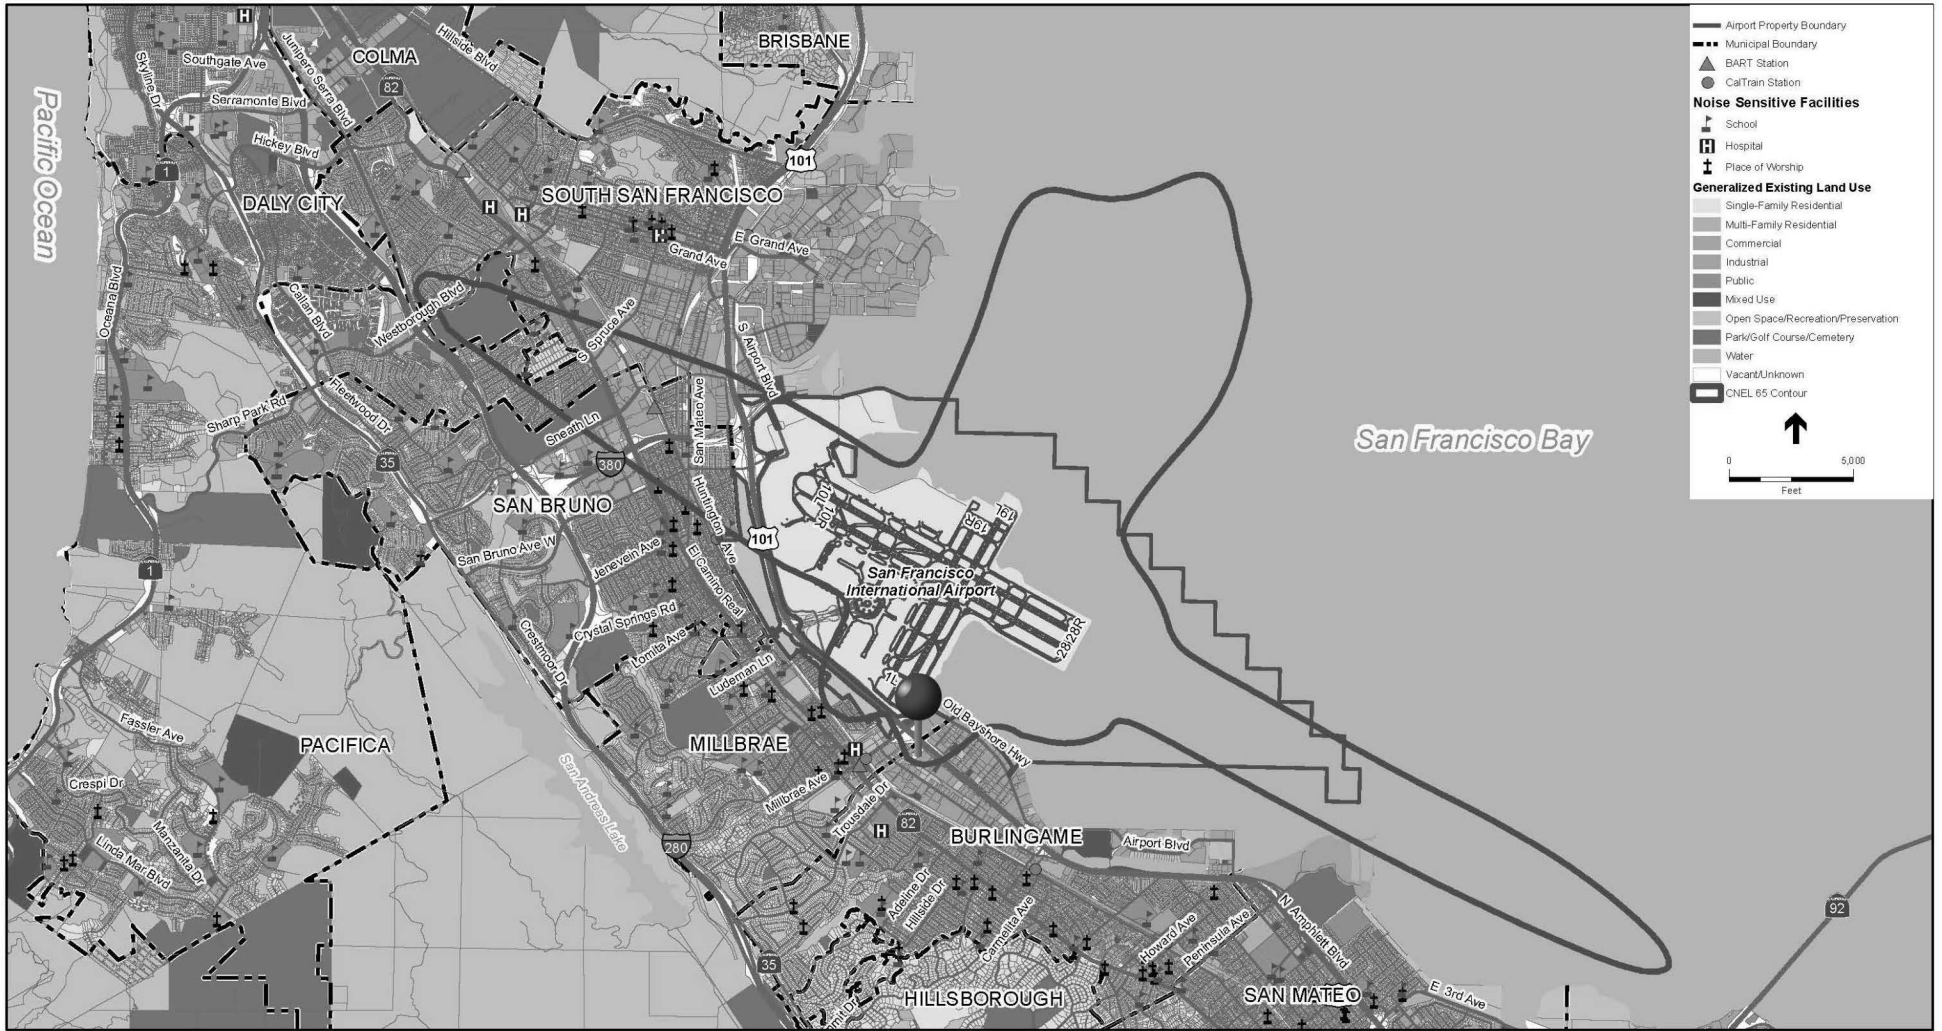 BRISBANE
COLMA
Hillside Blvd
Southgate Ave
Junipero Serra Blvd
Skyline Dr
82
Serramonte Blvd
Hickey Blvd
1
101
Pacific Ocean
DALY CITY
SOUTH SAN FRANCISCO
E Grand Ave
Grand Ave
Oceana Blvd
Callan Blvd
Westborough Blvd
S Spruce Ave
S Airport Blvd
Fleetwood Dr
Sharp Park Rd
Sneath Ln
San Mateo Ave
San Francisco Bay
35
380
SAN BRUNO
Huntington Ave
10L
10R
19R
19L
101
San Bruno Ave W
Jenevein Ave
El Camino Real
1
San Francisco
International Airport
Crystal Springs Rd
Crestmoor Dr
Lomita Ave
Ludeman Ln
28R
1L
Old Bayshore Hwy
Fassler Ave
PACIFICA
MILLBRAE
San Andreas Lake
Crespi Dr
Millbrae Ave
Trousdale Dr
82
BURLINGAME
Airport Blvd
Manzanita Dr
Linda Mar Blvd
280
Adeline Dr
Hillside Dr
Carmelita Ave
Howard Ave
Peninsula Ave
N Amphlett Blvd
92
35
HILLSBOROUGH
SAN MATEO
E 3rd Ave
Airport Property Boundary
Municipal Boundary
BART Station
CalTrain Station
Noise Sensitive Facilities
School
H Hospital
Place of Worship
Generalized Existing Land Use
Single-Family Residential
Multi-Family Residential
Commercial
Industrial
Public
Mixed Use
Open Space/Recreation/Preservation
Park/Golf Course/Cemetery
Water
Vacant/Unknown
CNEL 65 Contour
0 5,000
Feet